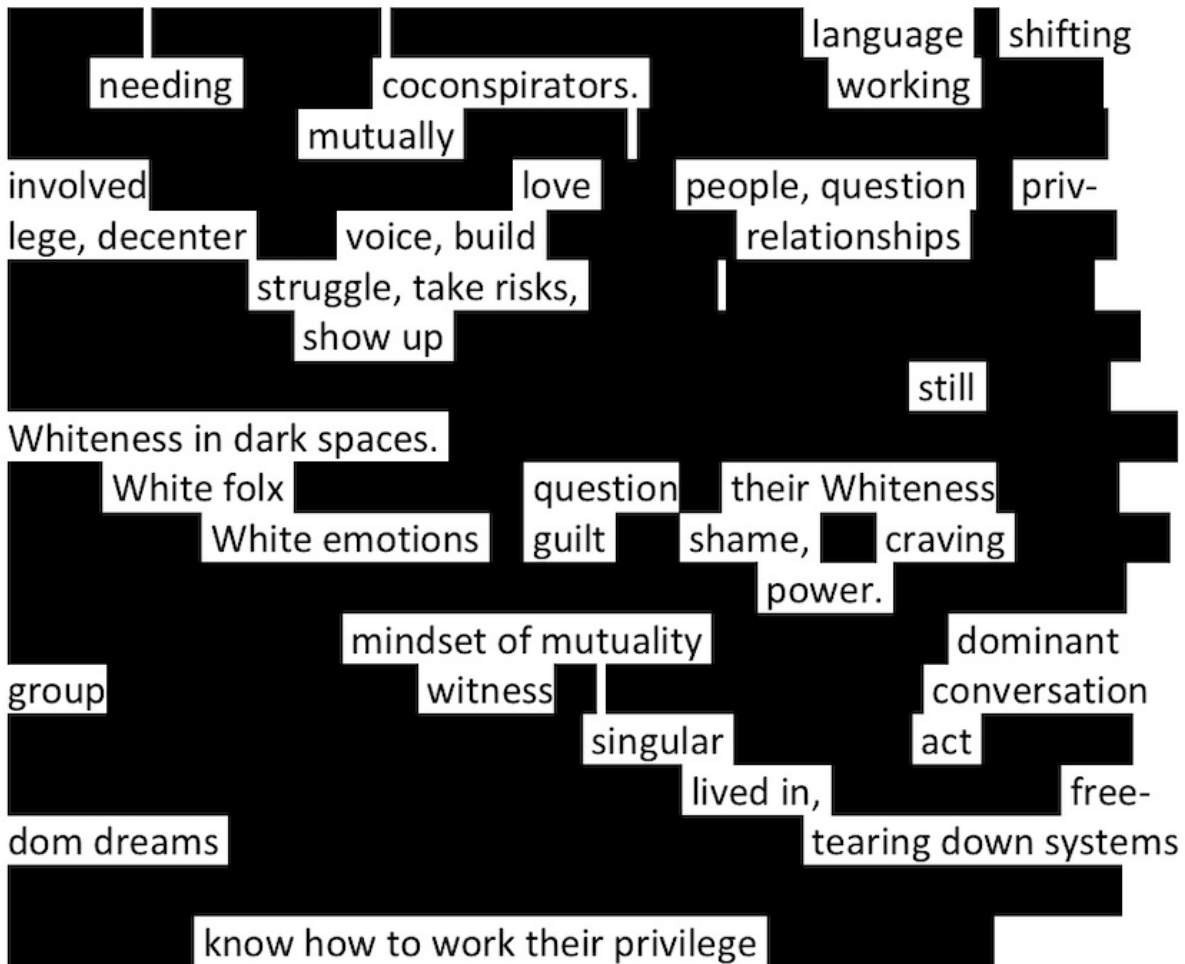 language shifting
needing coconspirators. working
mutually
involved love people, question priv-
lege, decenter voice, build relationships
struggle, take risks,
show up
still
Whiteness in dark spaces.
White folx question their Whiteness
White emotions guilt shame, craving
power.
mindset of mutuality dominant
group witness conversation
singular act
lived in, free-
dom dreams tearing down systems
know how to work their privilege